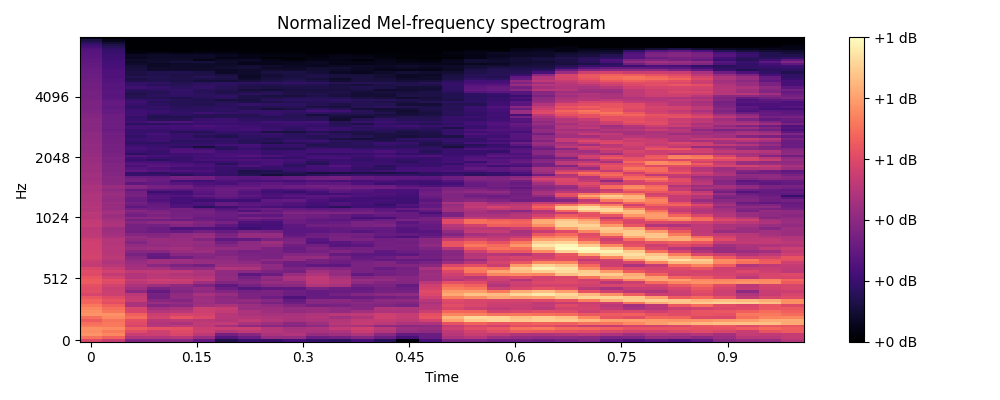 Normalized Mel-frequency spectrogram
Hz
4096
2048
1024
512
0
0 0.15 0.3 0.45 0.6 0.75 0.9
Time
+1 dB
+1 dB
+1 dB
+0 dB
+0 dB
+0 dB